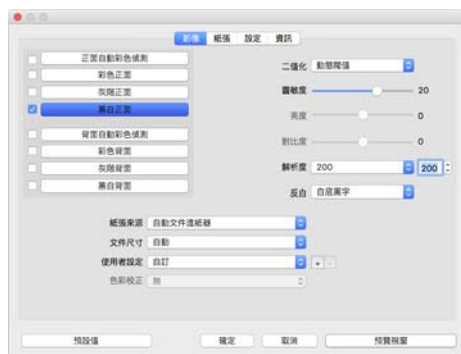 影像 紙張 設定 資訊
正面自動彩色偵測
彩色正面
灰階正面
黑白正面
背面自動彩色偵測
彩色背面
灰階背面
黑白背面
二值化 動態閥值
靈敏度 20
亮度 0
對比度 0
解析度 200 200
反白 白底黑字
紙張來源 自動文件進紙器
文件尺寸 自動
使用者設定 自訂 + -
色彩校正 無
預設值 確定 取消 預覽視窗